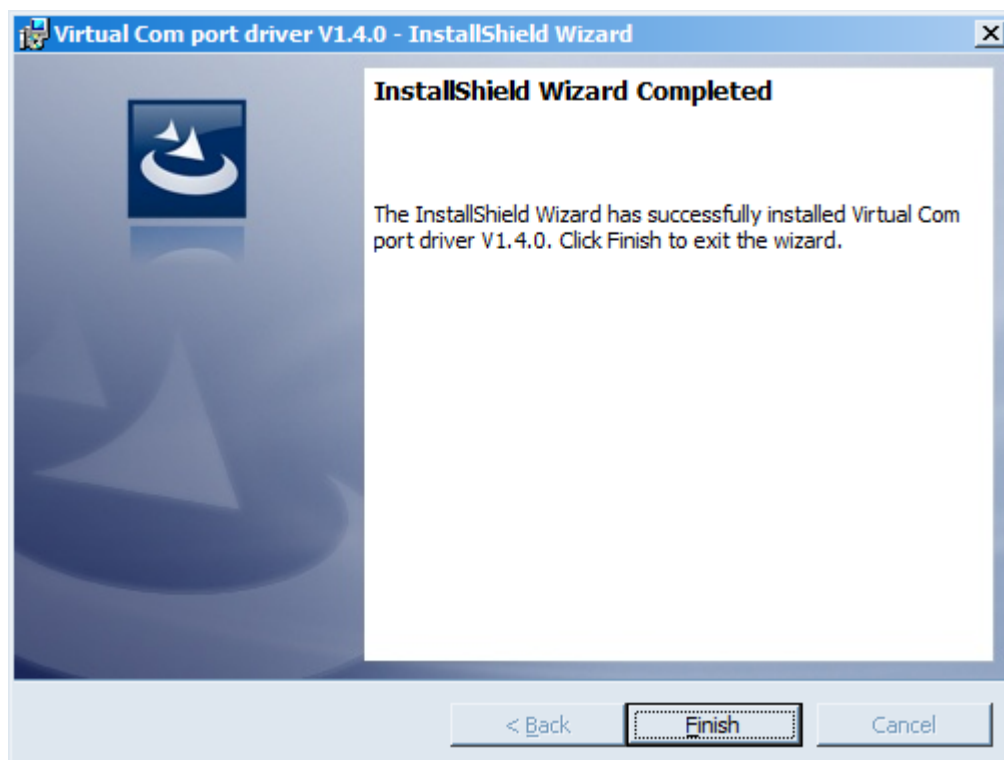 Virtual Com port driver V1.4.0 - InstallShield Wizard
InstallShield Wizard Completed
The InstallShield Wizard has successfully installed Virtual Com
port driver V1.4.0. Click Finish to exit the wizard.
< Back
Finish
Cancel